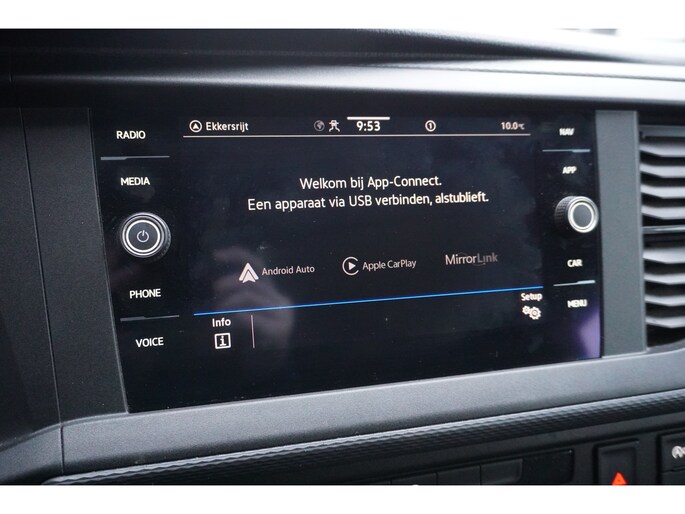 RADIO
MEDIA
PHONE
VOICE
Ekkersrijt
9:53
1
10.0°C
Welkom bij App-Connect.
Een apparaat via USB verbinden, alstublieft.
Android Auto
Apple CarPlay
MirrorLink
Info
i
Setup
NAV
APP
CAR
MENU